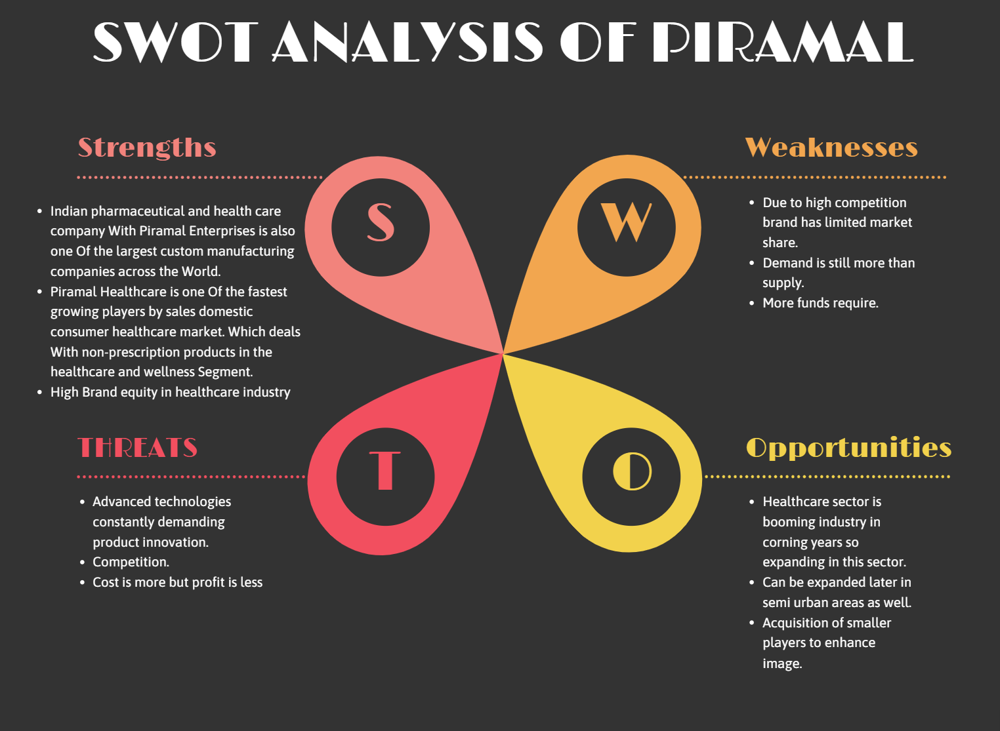 SWOT ANALYSIS OF PIRAMAL
Strengths
• Indian pharmaceutical and health care
company With Piramal Enterprises is also
one Of the largest custom manufacturing
companies across the World.
• Piramal Healthcare is one Of the fastest
growing players by sales domestic
consumer healthcare market. Which deals
With non-prescription products in the
healthcare and wellness Segment.
• High Brand equity in healthcare industry
S
W
Weaknesses
• Due to high competition
brand has limited market
share.
• Demand is still more than
supply.
• More funds require.
THREATS
• Advanced technologies
constantly demanding
product innovation.
• Competition.
• Cost is more but profit is less
T
O
Opportunities
• Healthcare sector is
booming industry in
corning years so
expanding in this sector.
• Can be expanded later in
semi urban areas as well.
• Acquisition of smaller
players to enhance
image.